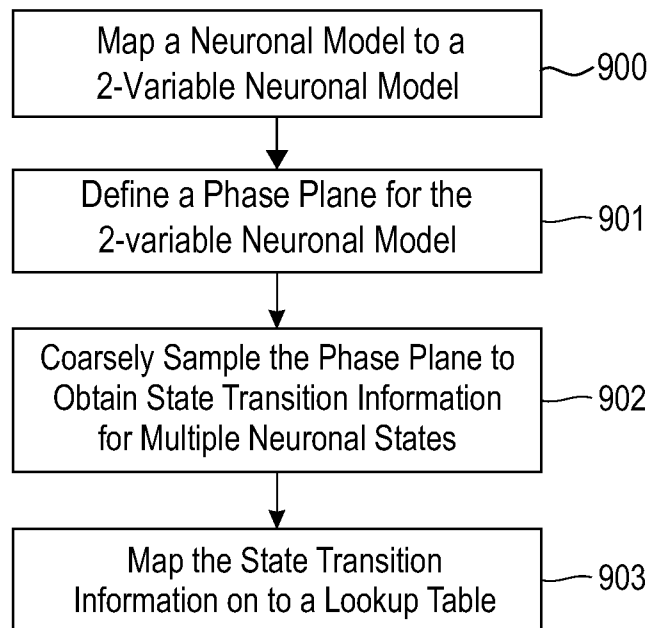 Map a Neuronal Model to a
2-Variable Neuronal Model
900
Define a Phase Plane for the
2-variable Neuronal Model
901
Coarsely Sample the Phase Plane to
Obtain State Transition Information
for Multiple Neuronal States
902
Map the State Transition
Information on to a Lookup Table
903